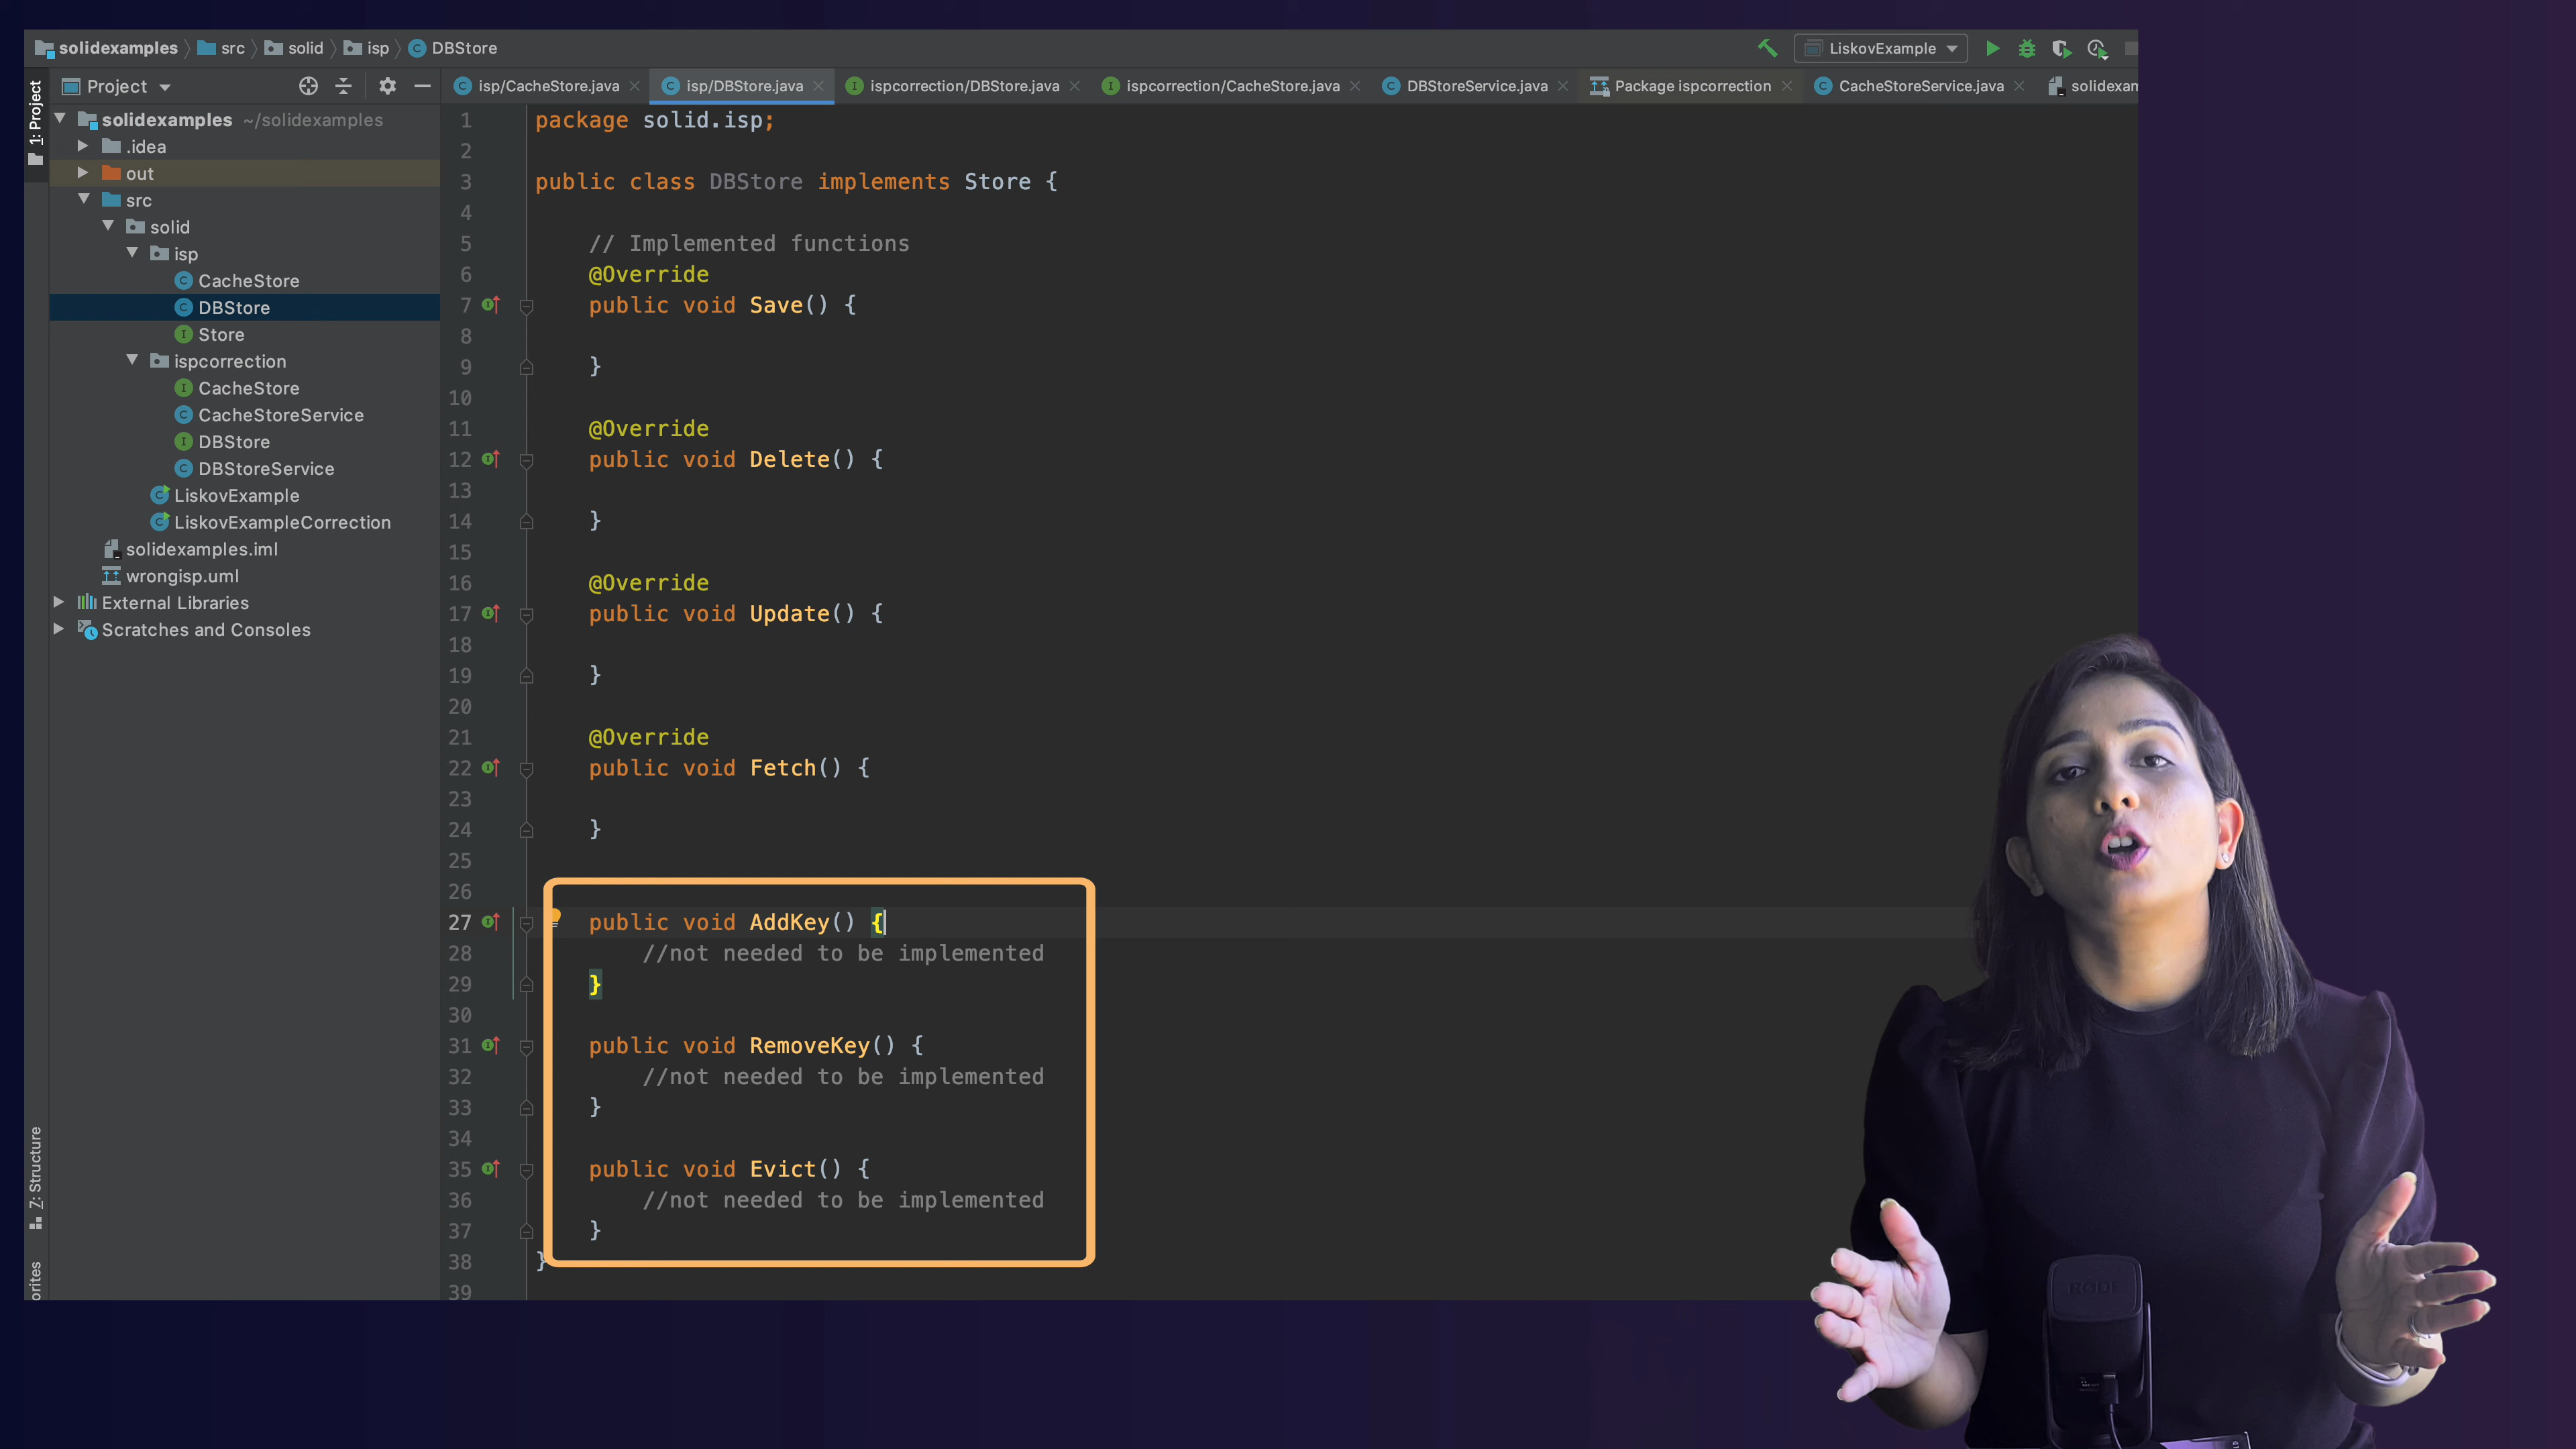 solidexamples src solid isp DBStore LiskovExample
1: Project
Project
isp/CacheStore.java isp/DBStore.java ispcorrection/DBStore.java ispcorrection/CacheStore.java DBStoreService.java Package ispcorrection CacheStoreService.java solidexam
solidexamples ~/solidexamples
.idea
out
src
solid
isp
CacheStore
DBStore
Store
ispcorrection
CacheStore
CacheStoreService
DBStore
DBStoreService
LiskovExample
LiskovExampleCorrection
solidexamples.iml
wrongisp.uml
External Libraries
Scratches and Consoles
Z: Structure
orites
1 package solid.isp;
2
3 public class DBStore implements Store {
4
5 // Implemented functions
6 @Override
7 public void Save() {
8
9 }
10
11 @Override
12 public void Delete() {
13
14 }
15
16 @Override
17 public void Update() {
18
19 }
20
21 @Override
22 public void Fetch() {
23
24 }
25
26
27 public void AddKey() {
28 //not needed to be implemented
29 }
30
31 public void RemoveKey() {
32 //not needed to be implemented
33 }
34
35 public void Evict() {
36 //not needed to be implemented
37 }
38 }
39
RODE